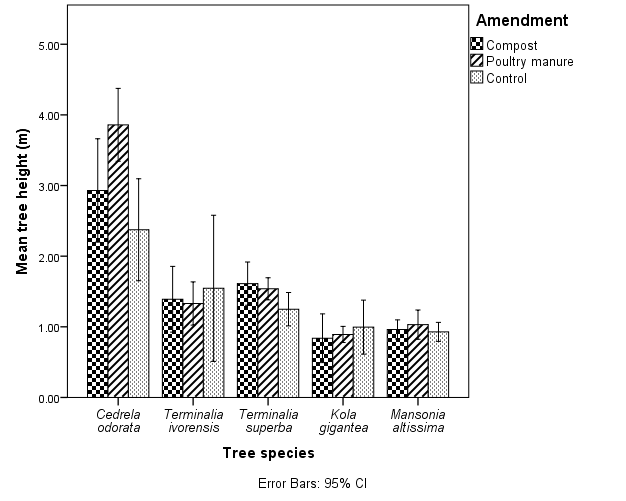 Amendment
Compost
Poultry manure
Control
Mean tree height (m)
5.00
4.00
3.00
2.00
1.00
0.00
Cedrela
odorata
Terminalia
ivorensis
Terminalia
superba
Kola
gigantea
Mansonia
altissima
Tree species
Error Bars: 95% CI